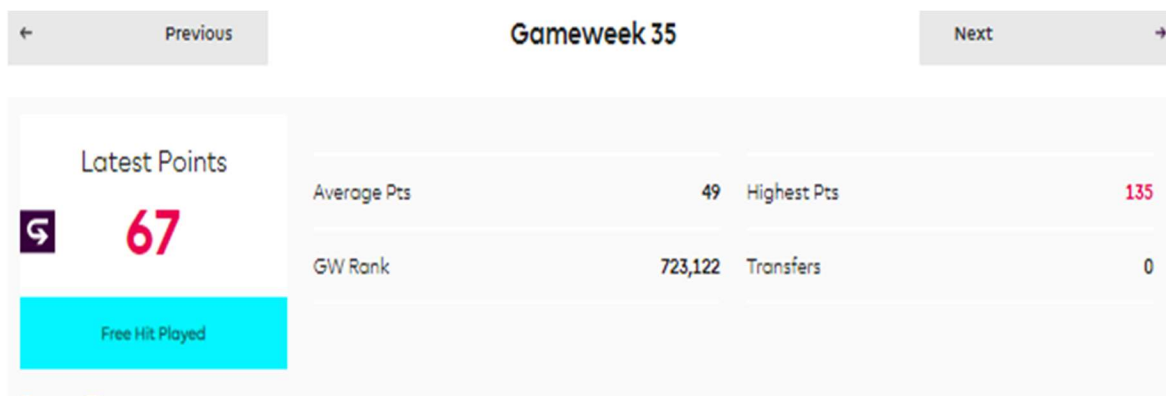 ← Previous Gameweek 35 Next →
Latest Points
67
Free Hit Played
Average Pts 49 Highest Pts 135
GW Rank 723,122 Transfers 0